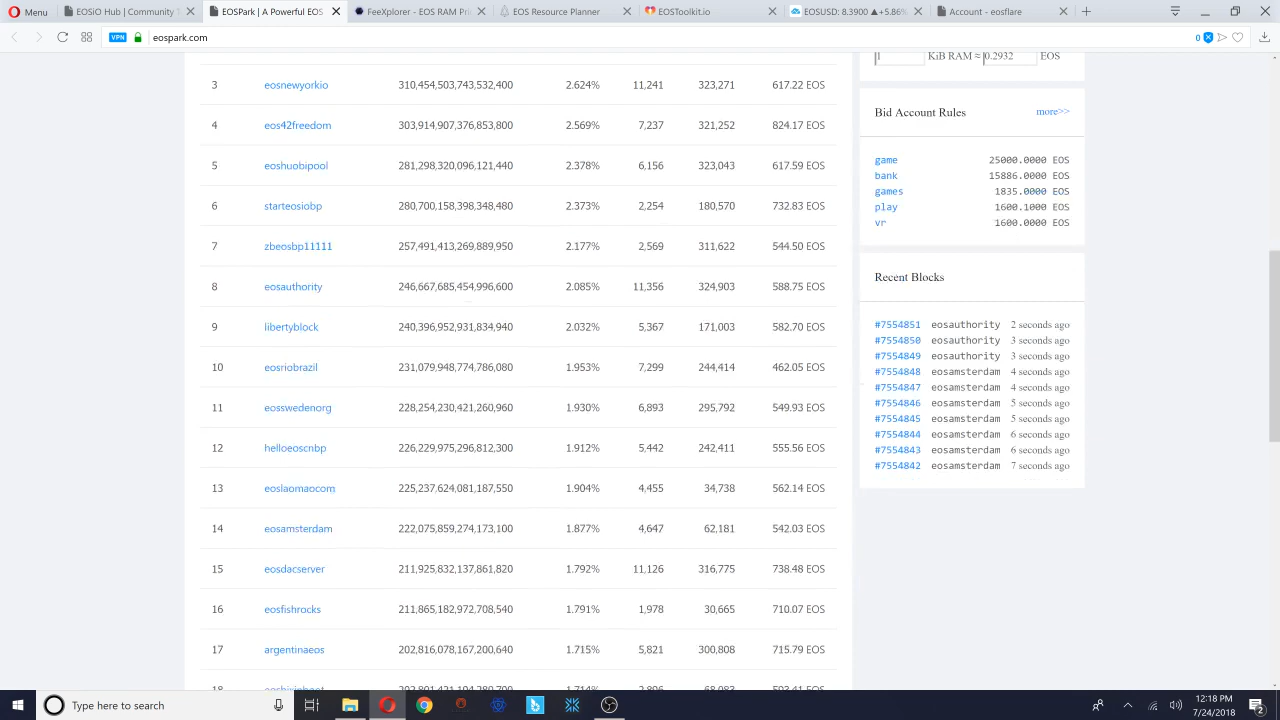 Menu
EOSIO Hub | Community
EOSPark | A Powerful EOS
FeeXplorer - EOS RAM Pric
EOS Resource Planner
EOSToolkit.io
EOSUSD: 8.3900 ▲+5.86%
Account - eosflare
VPN eospark.com 0
1 KiB RAM ≈ 0.2932 EOS
3 eosnewyorkio 310,454,503,743,532,400 2.624% 11,241 323,271 617.22 EOS
4 eos42freedom 303,914,907,376,853,800 2.569% 7,237 321,252 824.17 EOS
5 eoshuobipool 281,298,320,096,121,440 2.378% 6,156 323,043 617.59 EOS
6 starteosiobp 280,700,158,398,348,480 2.373% 2,254 180,570 732.83 EOS
7 zbeosbp11111 257,491,413,269,889,950 2.177% 2,569 311,622 544.50 EOS
8 eosauthority 246,667,685,454,996,600 2.085% 11,356 324,903 588.75 EOS
9 libertyblock 240,396,952,931,834,940 2.032% 5,367 171,003 582.70 EOS
10 eosriobrazil 231,079,948,774,786,080 1.953% 7,299 244,414 462.05 EOS
11 eosswedenorg 228,254,230,421,260,960 1.930% 6,893 295,792 549.93 EOS
12 helloeoscnbp 226,229,975,296,812,300 1.912% 5,442 242,411 555.56 EOS
13 eoslaomaocom 225,237,624,081,187,550 1.904% 4,455 34,738 562.14 EOS
14 eosamsterdam 222,075,859,274,173,100 1.877% 4,647 62,181 542.03 EOS
15 eosdacserver 211,925,832,137,861,820 1.792% 11,126 316,775 738.48 EOS
16 eosfishrocks 211,865,182,972,708,540 1.791% 1,978 30,665 710.07 EOS
17 argentinaeos 202,816,078,167,200,640 1.715% 5,821 300,808 715.79 EOS
Bid Account Rules more>>
game 25000.0000 EOS
bank 15886.0000 EOS
games 1835.0000 EOS
play 1600.1000 EOS
vr 1600.0000 EOS
Recent Blocks
#7554851 eosauthority 2 seconds ago
#7554850 eosauthority 3 seconds ago
#7554849 eosauthority 3 seconds ago
#7554848 eosamsterdam 4 seconds ago
#7554847 eosamsterdam 4 seconds ago
#7554846 eosamsterdam 5 seconds ago
#7554845 eosamsterdam 5 seconds ago
#7554844 eosamsterdam 6 seconds ago
#7554843 eosamsterdam 6 seconds ago
#7554842 eosamsterdam 7 seconds ago
Type here to search
12:18 PM
7/24/2018
2